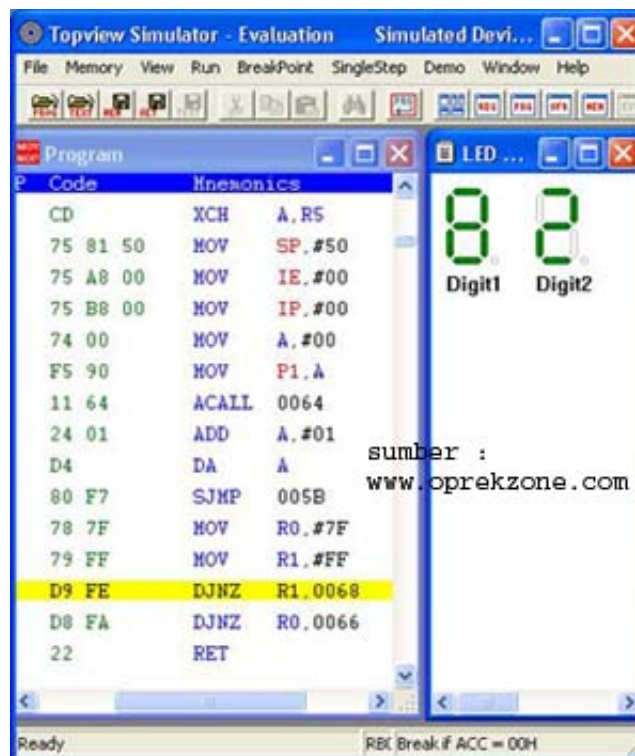 Topview Simulator - Evaluation Simulated Devi...
File Memory View Run BreakPoint SingleStep Demo Window Help
Program
P Code Mnemonics
CD XCH A,R5
75 81 50 MOV SP,#50
75 A8 00 MOV IE,#00
75 B8 00 MOV IP,#00
74 00 MOV A,#00
F5 90 MOV P1,A
11 64 ACALL 0064
24 01 ADD A,#01
D4 DA A
80 F7 SJMP 005B
78 7F MOV R0,#7F
79 FF MOV R1,#FF
D9 FE DJNZ R1,0068
D8 FA DJNZ R0,0066
22 RET
LED ...
8 2
Digit1 Digit2
sumber :
www.oprekzone.com
Ready Break if ACC = 00H